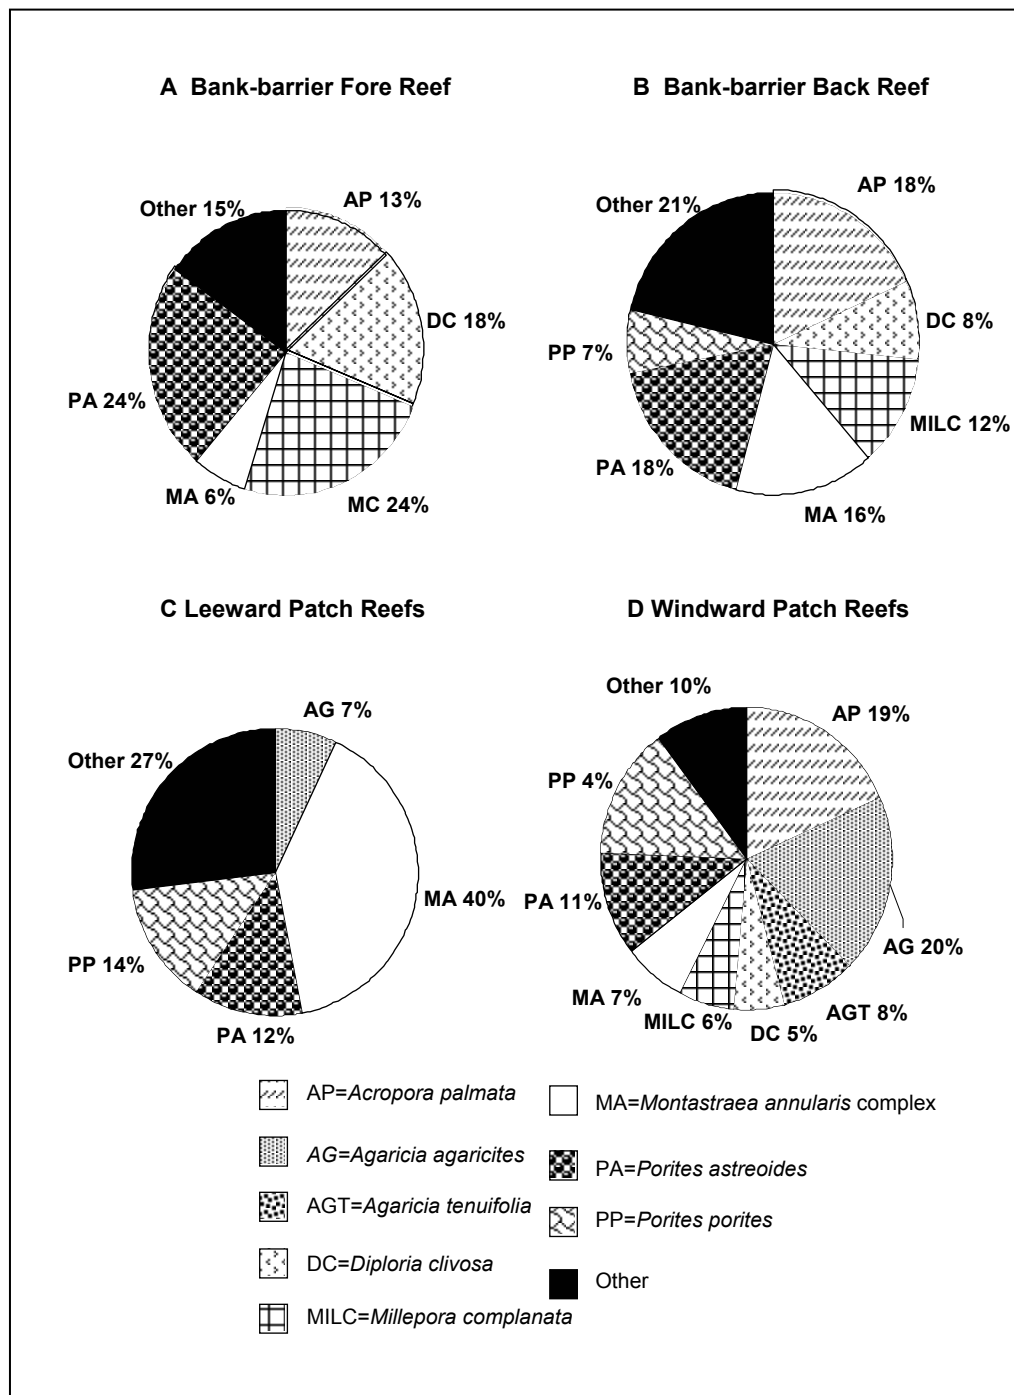 A  Bank-barrier Fore Reef
Other 15%
AP 13%
DC 18%
PA 24%
MA 6%
MC 24%
B  Bank-barrier Back Reef
AP 18%
Other 21%
DC 8%
PP 7%
MILC 12%
PA 18%
MA 16%
C Leeward Patch Reefs
AG 7%
Other 27%
MA 40%
PP 14%
PA 12%
D Windward Patch Reefs
Other 10%
AP 19%
PP 4%
PA 11%
AG 20%
MA 7%
MILC 6%
DC 5%
AGT 8%
AP=Acropora palmata
AG=Agaricia agaricites
AGT=Agaricia tenuifolia
DC=Diploria clivosa
MILC=Millepora complanata
MA=Montastraea annularis complex
PA=Porites astreoides
PP=Porites porites
Other